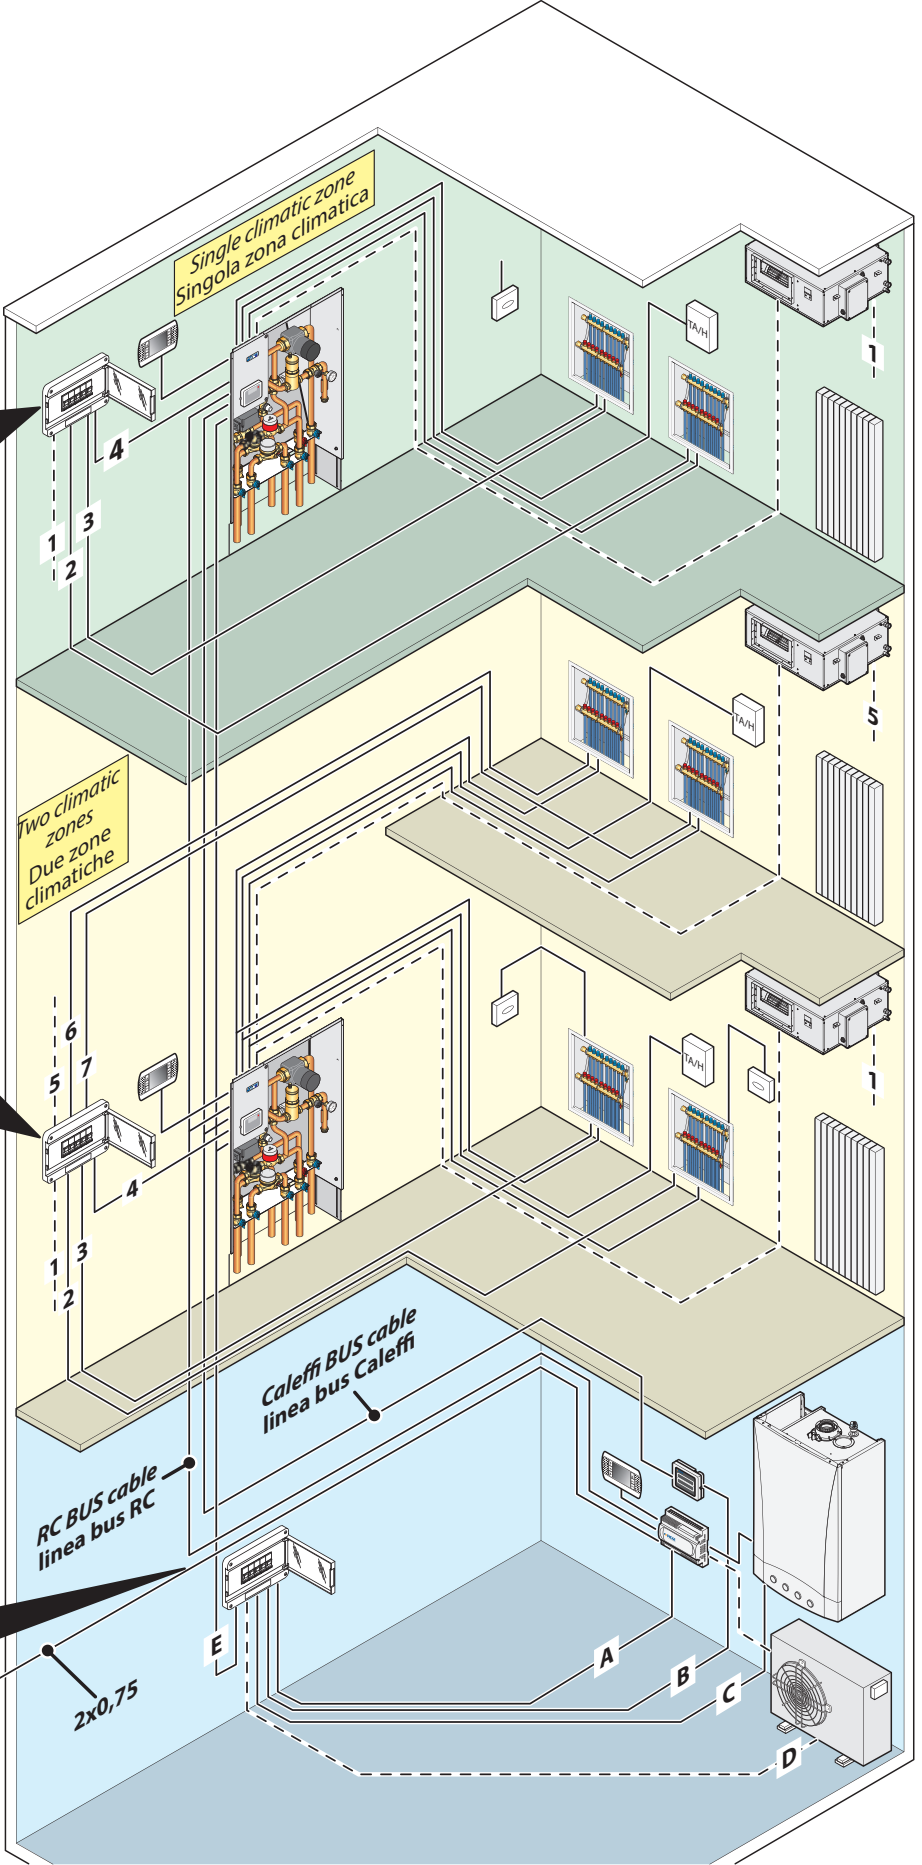 Single climatic zone
Singola zona climatica
TA/H
1
4
3
1
2
5
TA/H
Two climatic
zones
Due zone
climatiche
6
7
5
TA/H
1
4
3
1
2
Caleffi BUS cable
linea bus Caleffi
RC BUS cable
linea bus RC
E
A
B
C
2x0,75
D